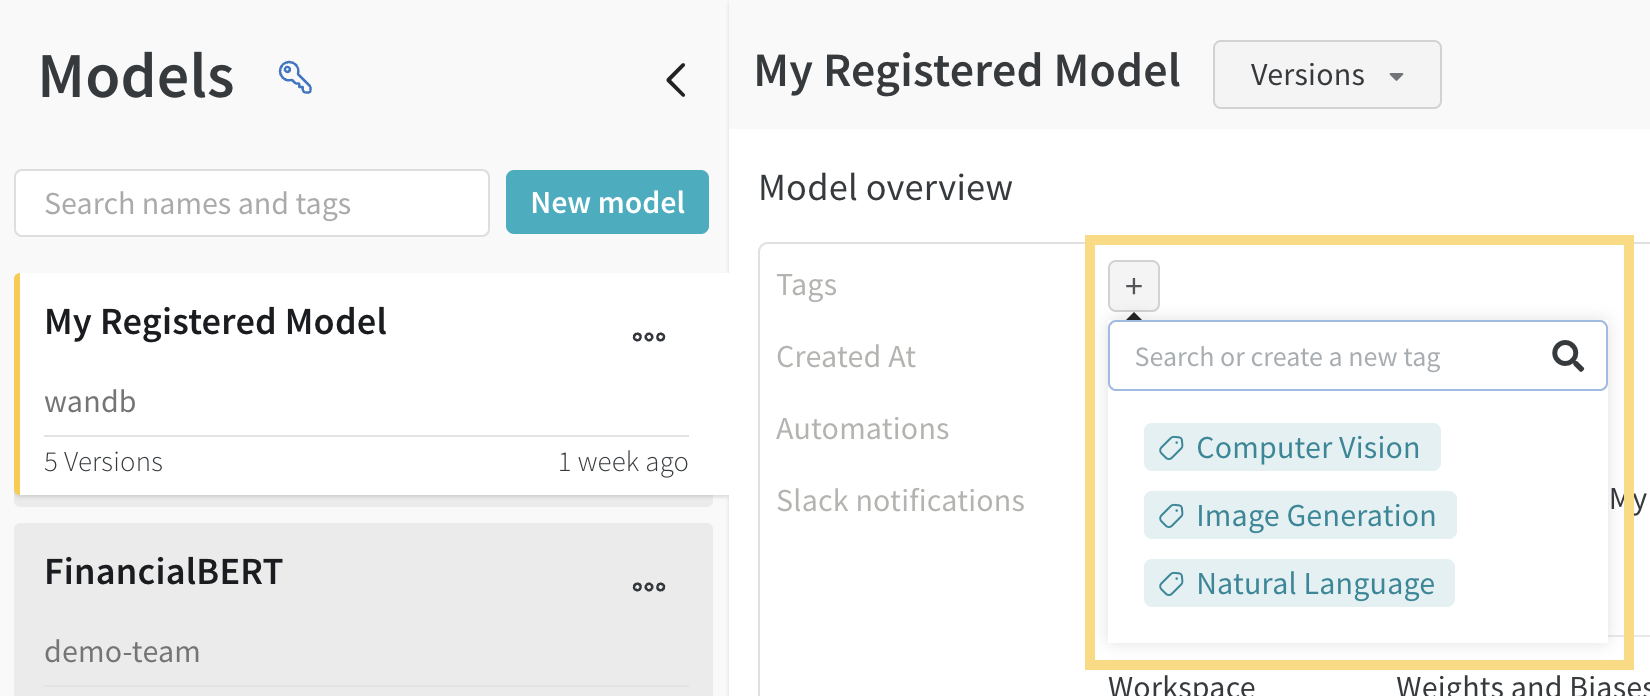 Models
Search names and tags
New model
My Registered Model
wandb
5 Versions
1 week ago
FinancialBERT
demo-team
My Registered Model
Versions
Model overview
Tags
+
Search or create a new tag
Created At
Automations
Computer Vision
Slack notifications
My
Image Generation
Natural Language
Workspace
Weights and Biases